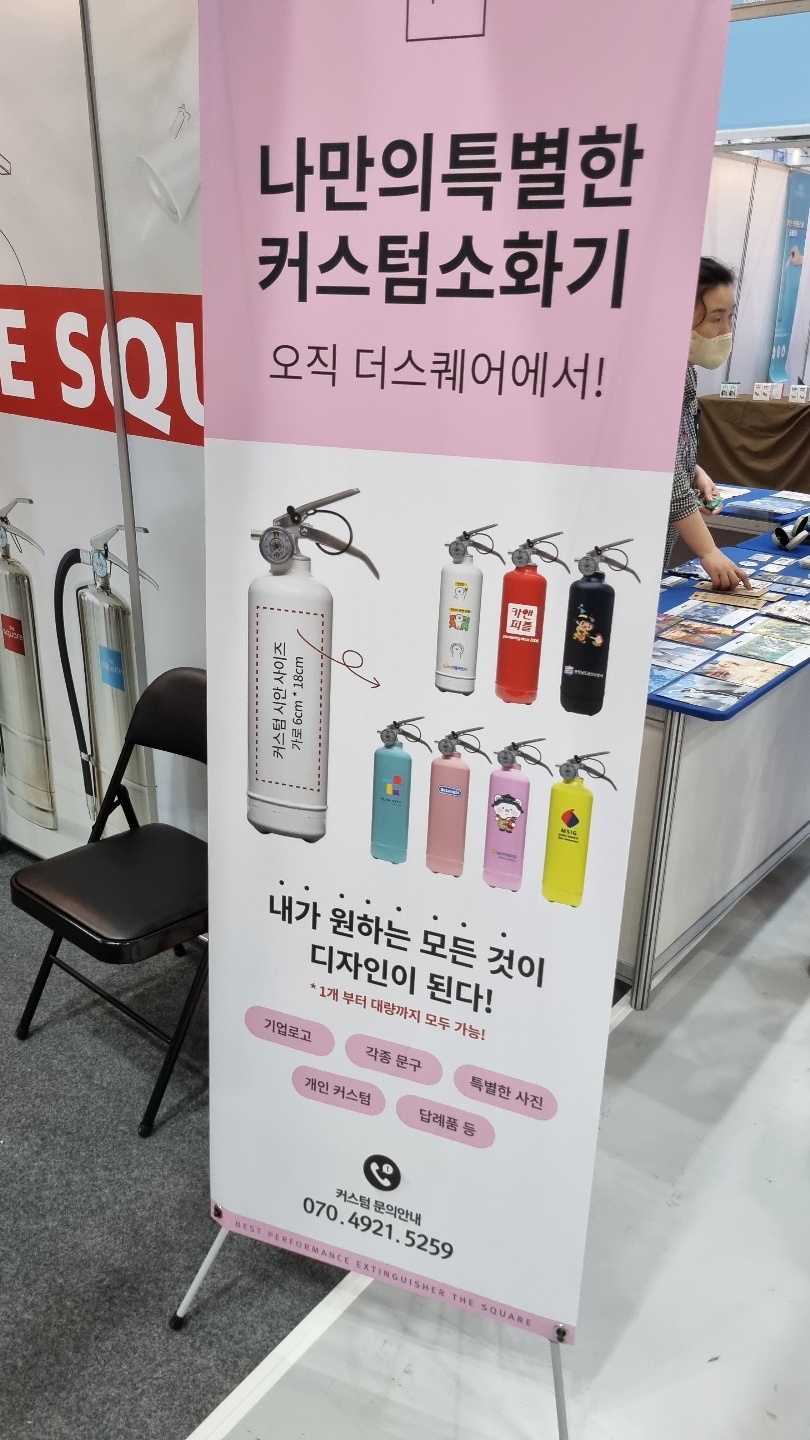 나만의특별한
커스텀소화기
오직 더스퀘어에서!
E SQU
커스텀 시안 사이즈
가로 6cm * 18cm
카앤
피플
MSIG
square
내가 원하는 모든 것이
디자인이 된다!
* 1개 부터 대량까지 모두 가능!
기업로고
각종 문구
특별한 사진
개인 커스텀
답례품 등
커스텀 문의안내
070.4921.5259
BEST PERFORMANCE EXTINGUISHER THE SQUARE